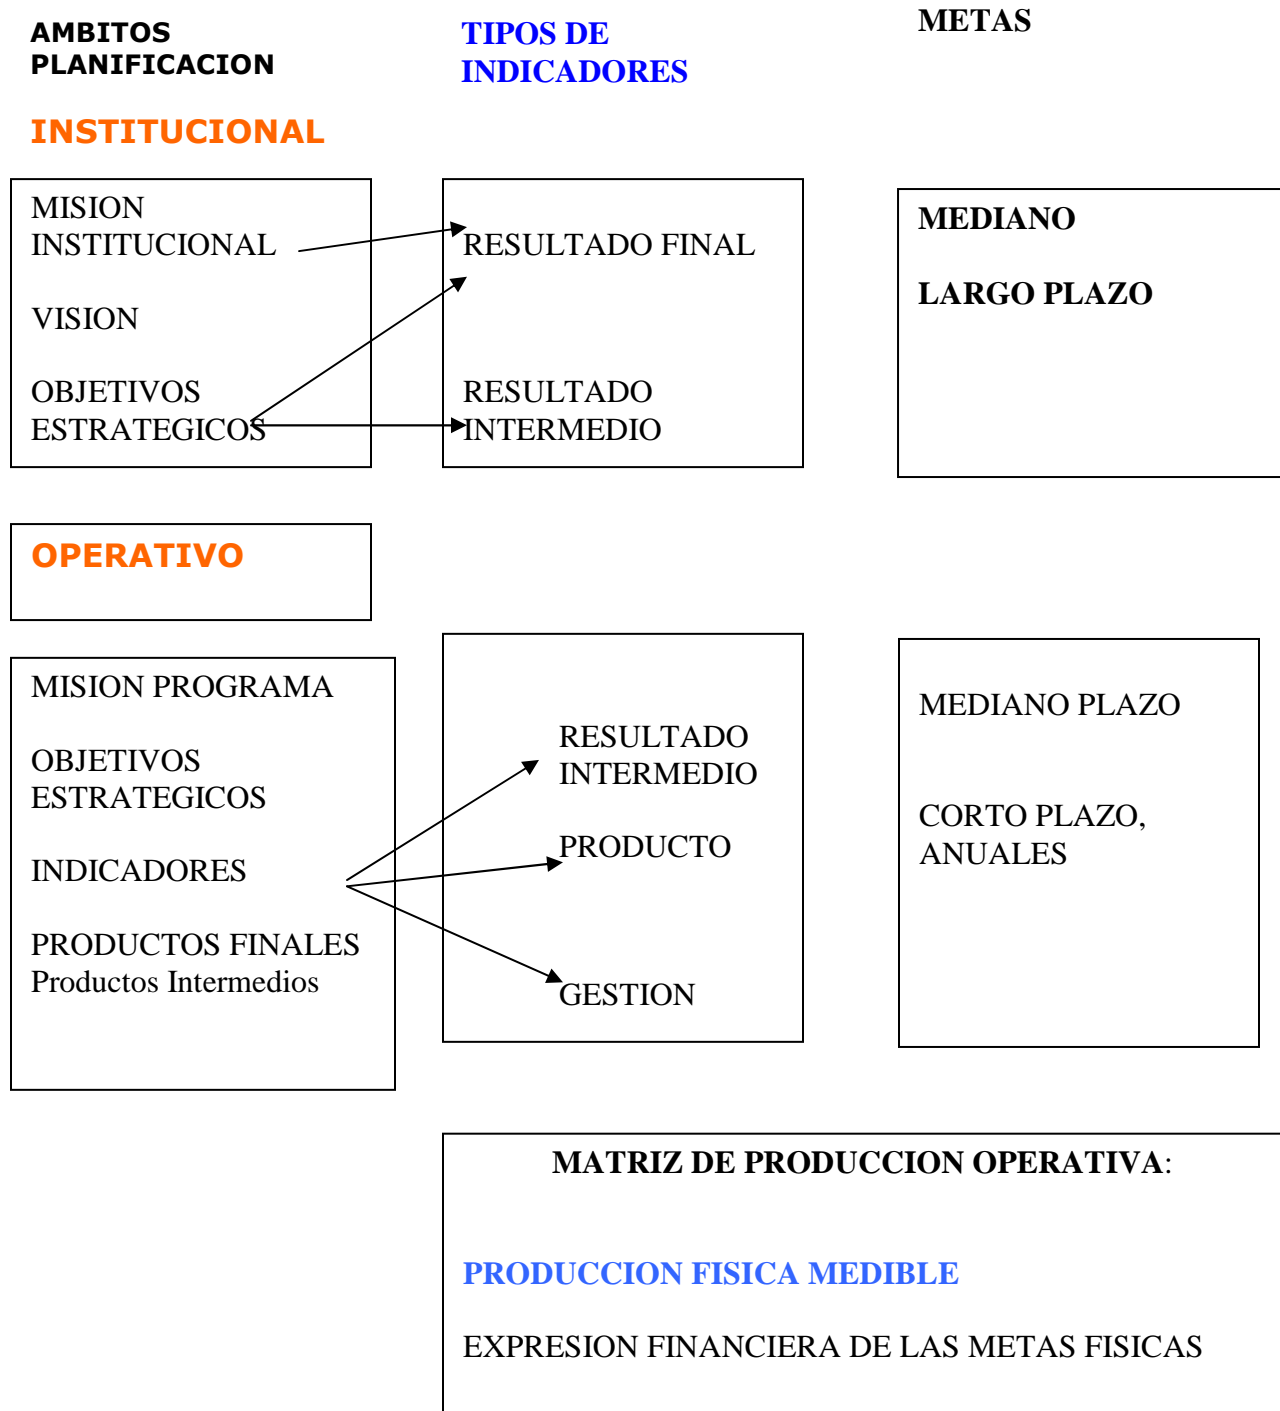 AMBITOS
PLANIFICACION
TIPOS DE
INDICADORES
METAS
INSTITUCIONAL
MISION
INSTITUCIONAL
VISION
OBJETIVOS
ESTRATEGICOS
RESULTADO FINAL
RESULTADO
INTERMEDIO
MEDIANO
LARGO PLAZO
OPERATIVO
MISION PROGRAMA
OBJETIVOS
ESTRATEGICOS
INDICADORES
PRODUCTOS FINALES
Productos Intermedios
RESULTADO
INTERMEDIO
PRODUCTO
GESTION
MEDIANO PLAZO
CORTO PLAZO,
ANUALES
MATRIZ DE PRODUCCION OPERATIVA:
PRODUCCION FISICA MEDIBLE
EXPRESION FINANCIERA DE LAS METAS FISICAS